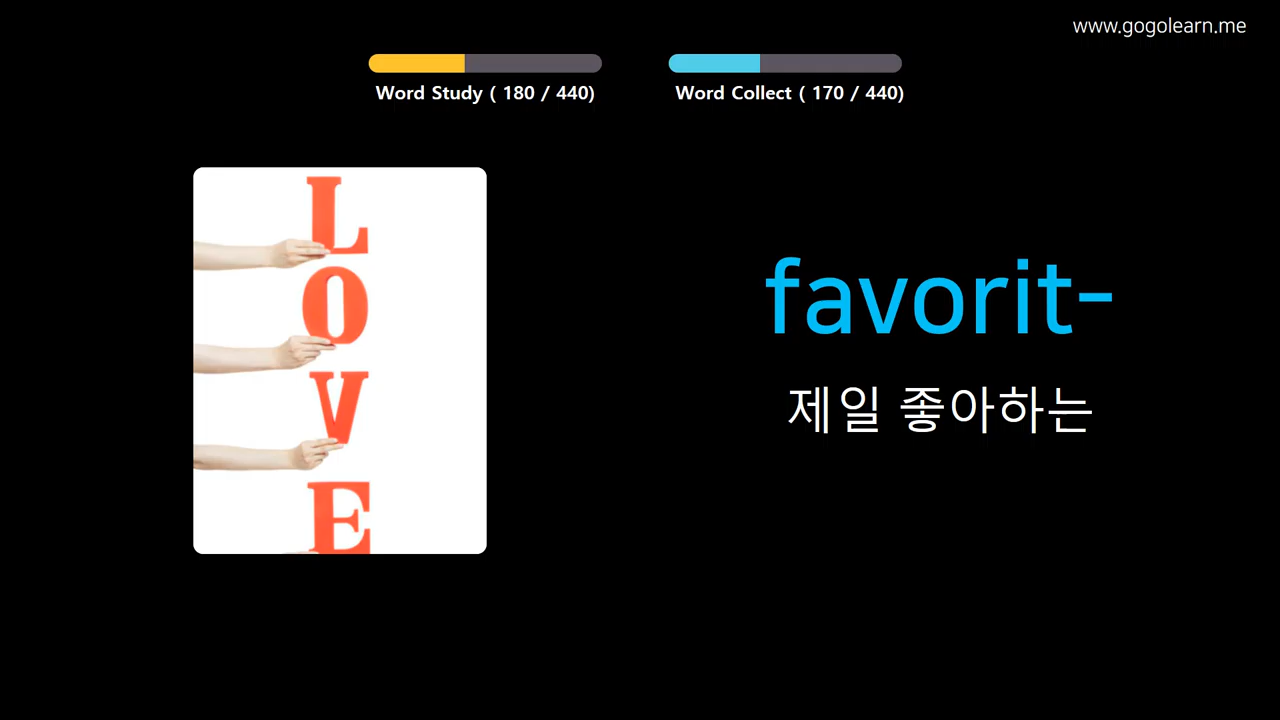 www.gogolearn.me
Word Study ( 180 / 440)
Word Collect ( 170 / 440)
L
O
V
E
favorit-
제일 좋아하는